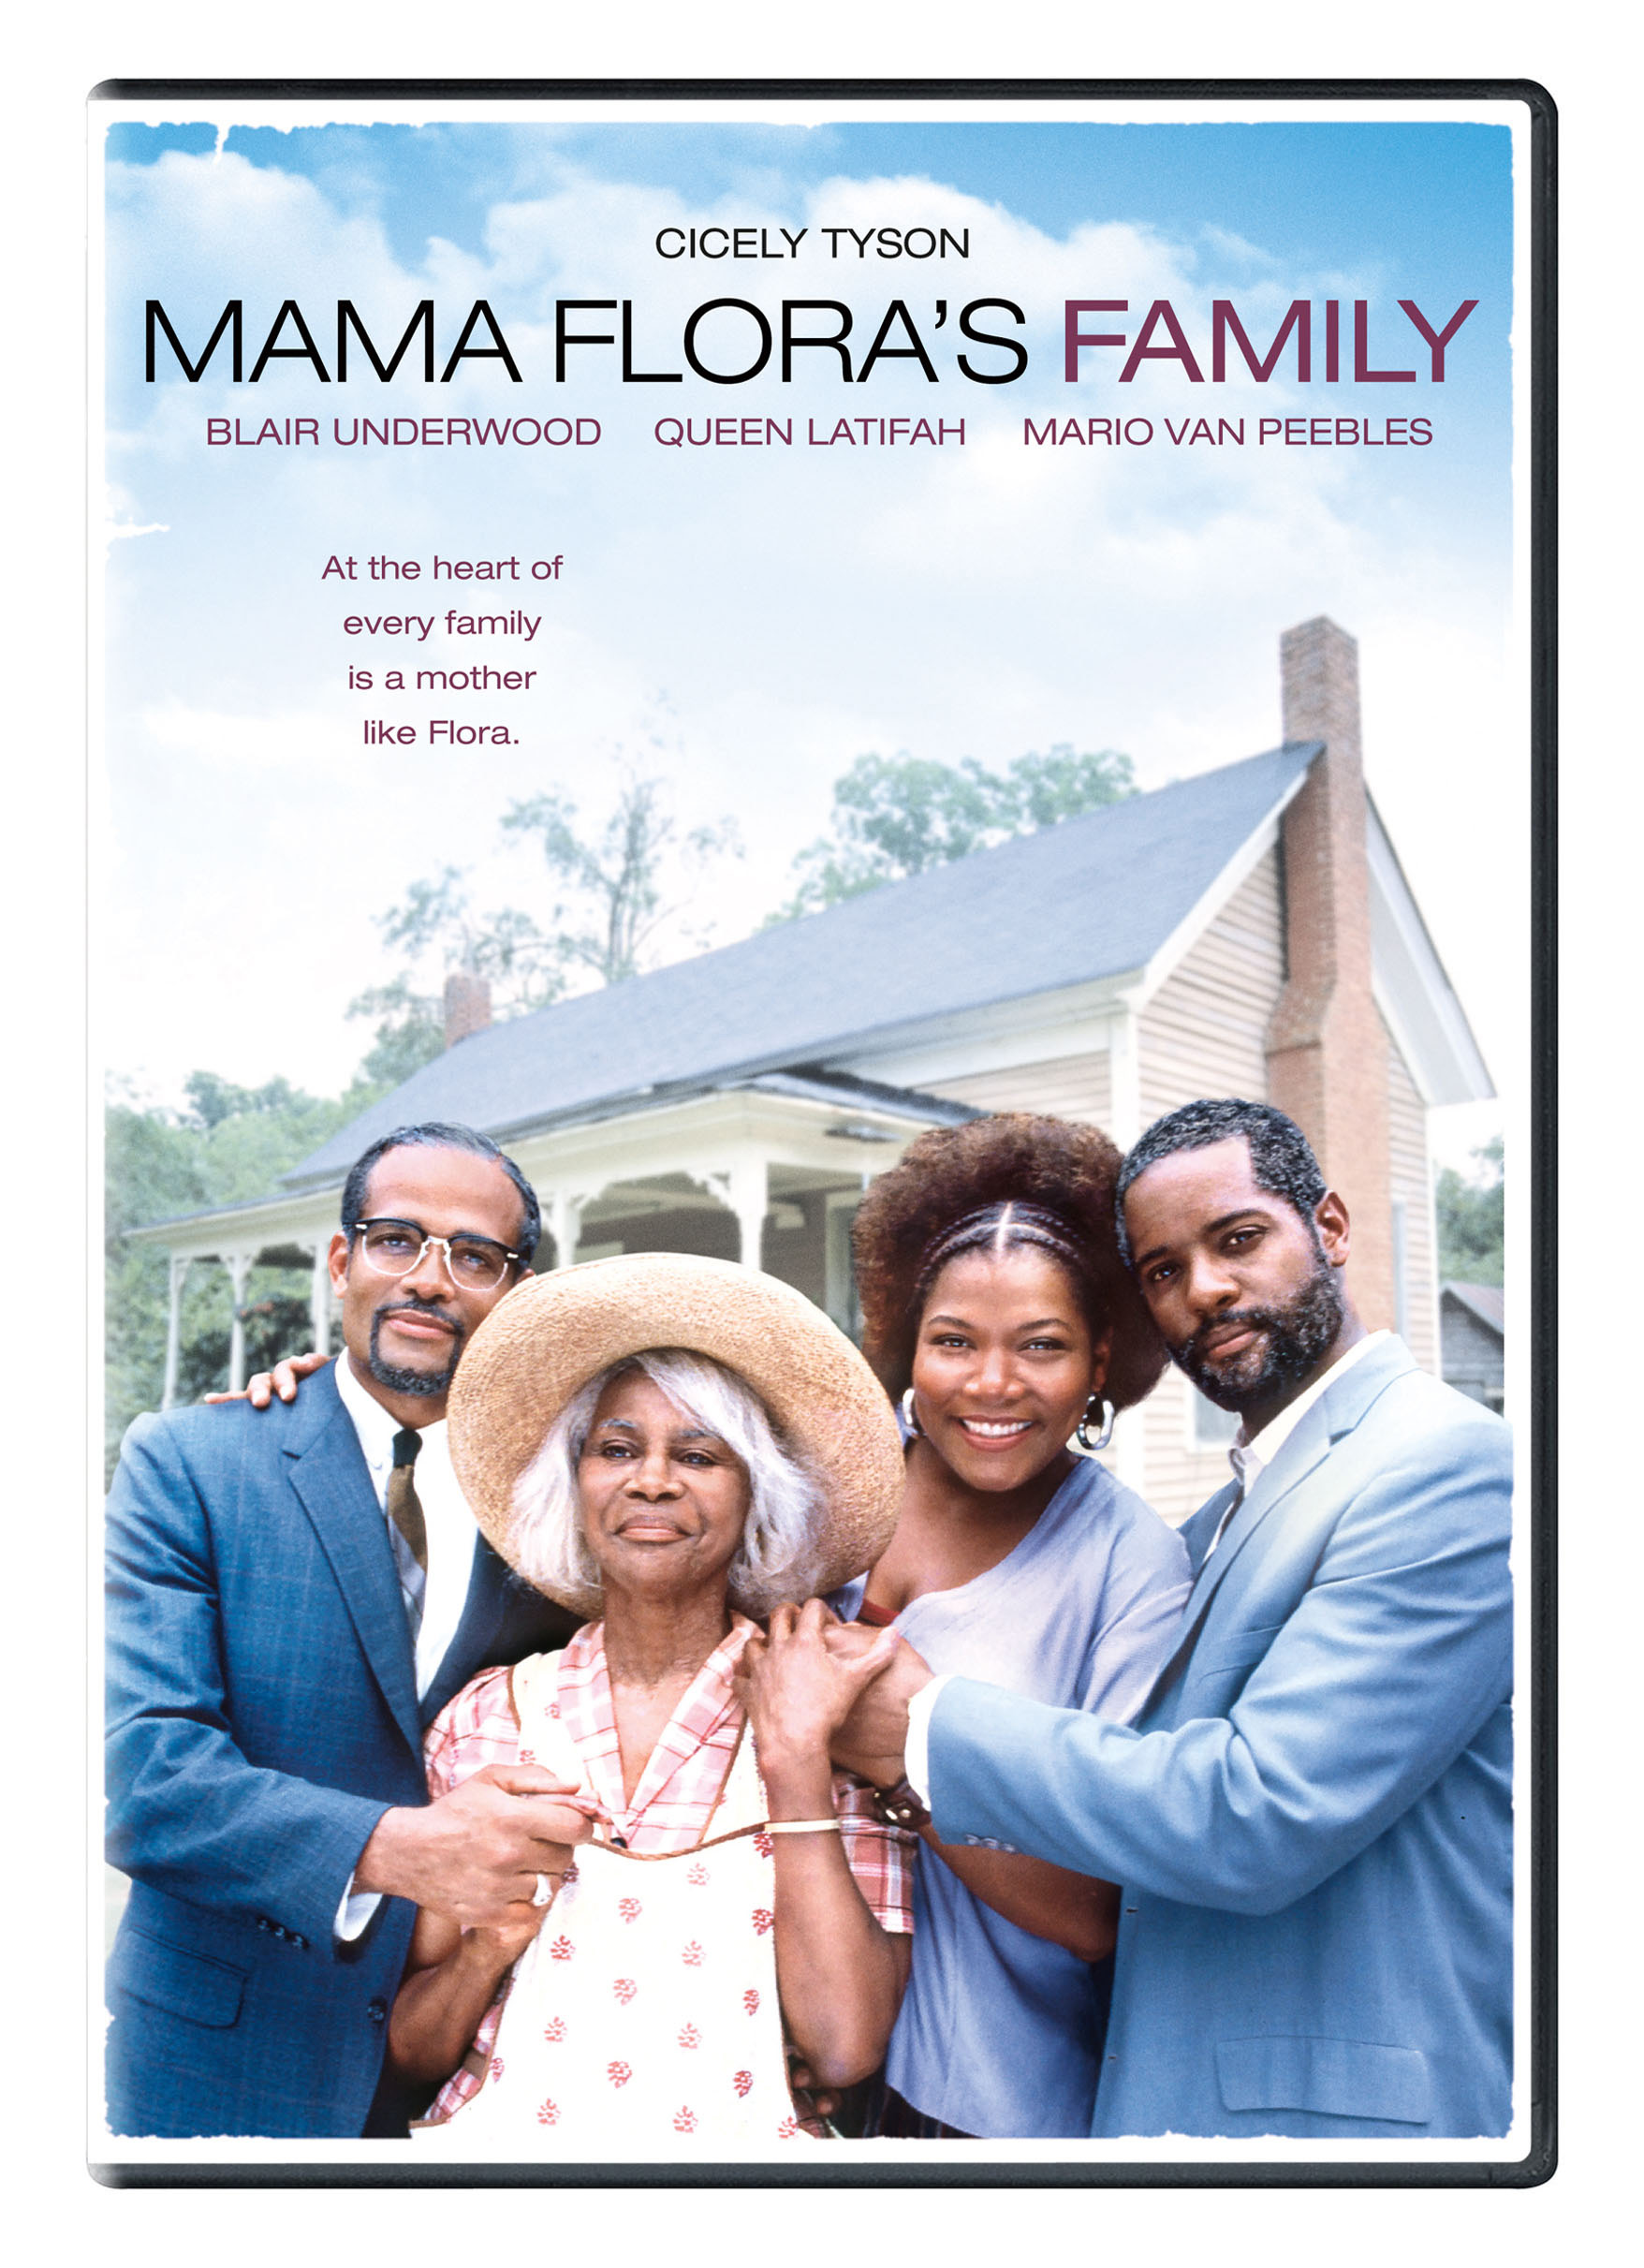 CICELY TYSON
MAMA FLORA'S FAMILY
BLAIR UNDERWOOD QUEEN LATIFAH MARIO VAN PEEBLES
At the heart of
every family
is a mother
like Flora.